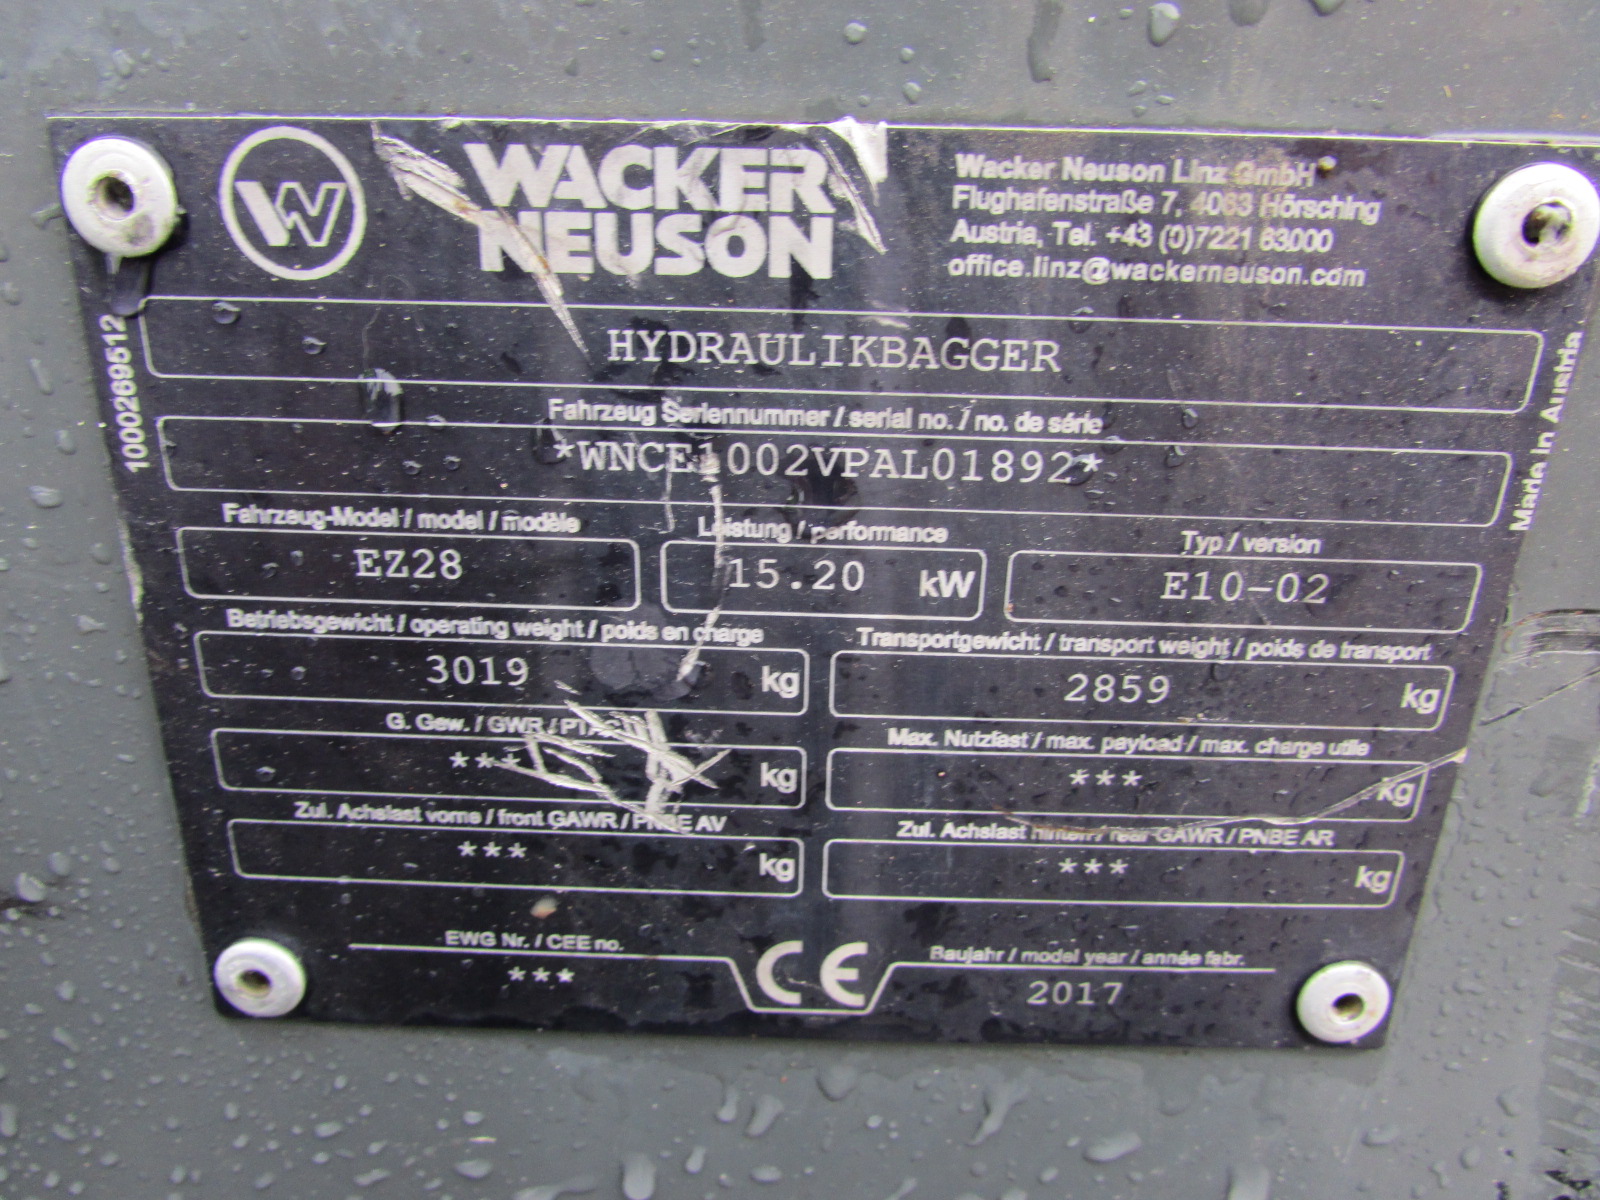 W
WACKER
NEUSON
Wacker Neuson Linz GmbH
Flughafenstraße 7, 4063 Hörsching
Austria, Tel. +43 (0)7221 63000
office.linz@wackerneuson.com
1000269512
HYDRAULIKBAGGER
Made in Austria
Fahrzeug Seriennummer / serial no. / no. de série
*WNCE1002VPAL01892*
Fahrzeug-Model / model / modèle
EZ28
Leistung / performance
15.20 kW
Typ / version
E10-02
Betriebsgewicht / operating weight / poids en charge
3019 kg
Transportgewicht / transport weight / poids de transport
2859 kg
G. Gew. / GWR / PTAC
*** kg
Max. Nutzlast / max. payload / max. charge utile
*** kg
Zul. Achslast vorne / front GAWR / PNBE AV
*** kg
Zul. Achslast hinten / rear GAWR / PNBE AR
*** kg
EWG Nr. / CEE no.
***
CE
Baujahr / model year / année fabr.
2017